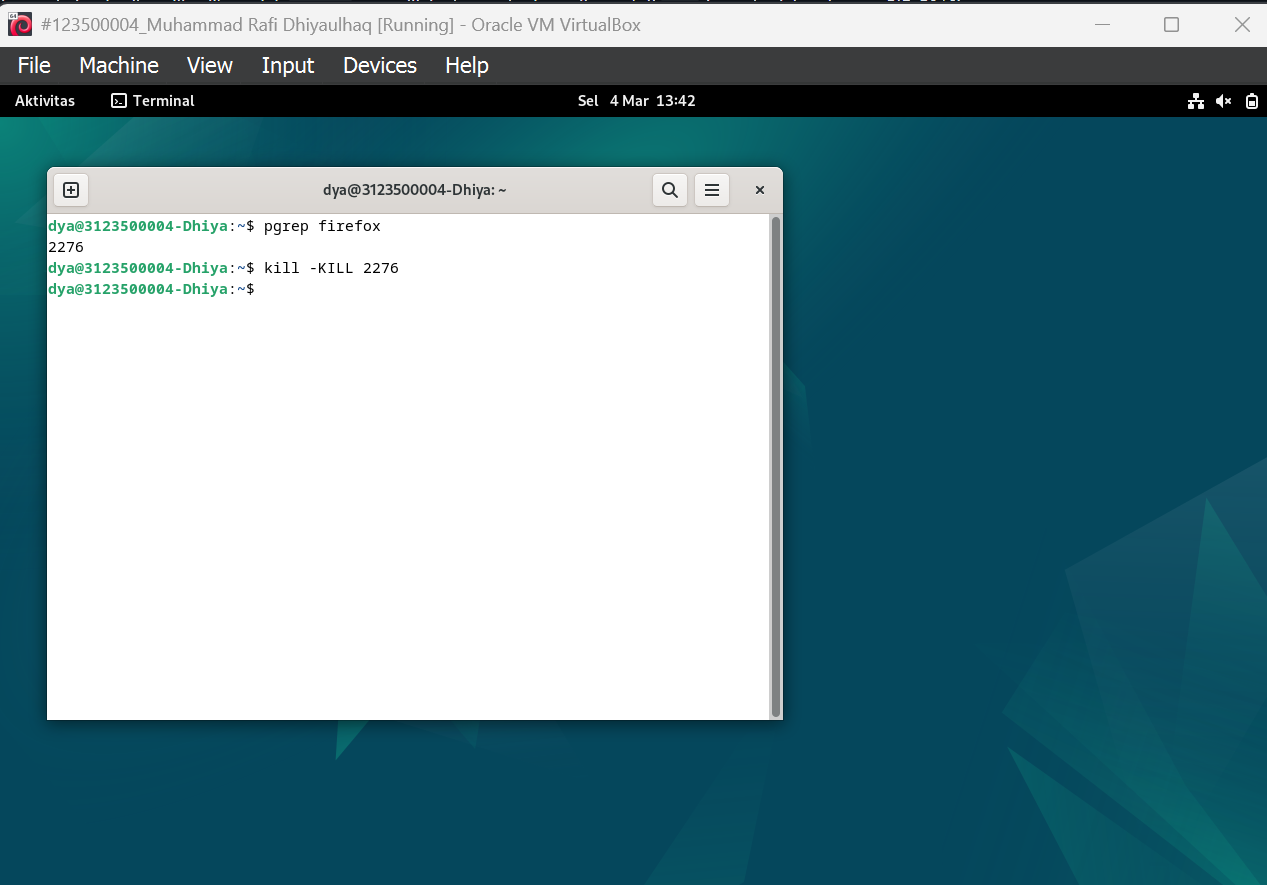 #123500004_Muhammad Rafi Dhiyaulhaq [Running] - Oracle VM VirtualBox
File Machine View Input Devices Help
Aktivitas Terminal Sel 4 Mar 13:42
dya@3123500004-Dhiya: ~
dya@3123500004-Dhiya:~$ pgrep firefox
2276
dya@3123500004-Dhiya:~$ kill -KILL 2276
dya@3123500004-Dhiya:~$